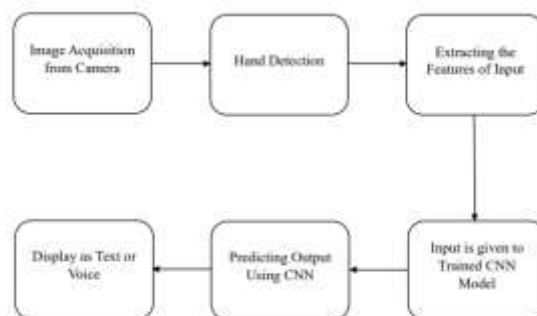 Image Acquisition
from Camera
Hand Detection
Extracting the
Features of Input
Input is given to
Trained CNN
Model
Predicting Output
Using CNN
Display as Text or
Voice